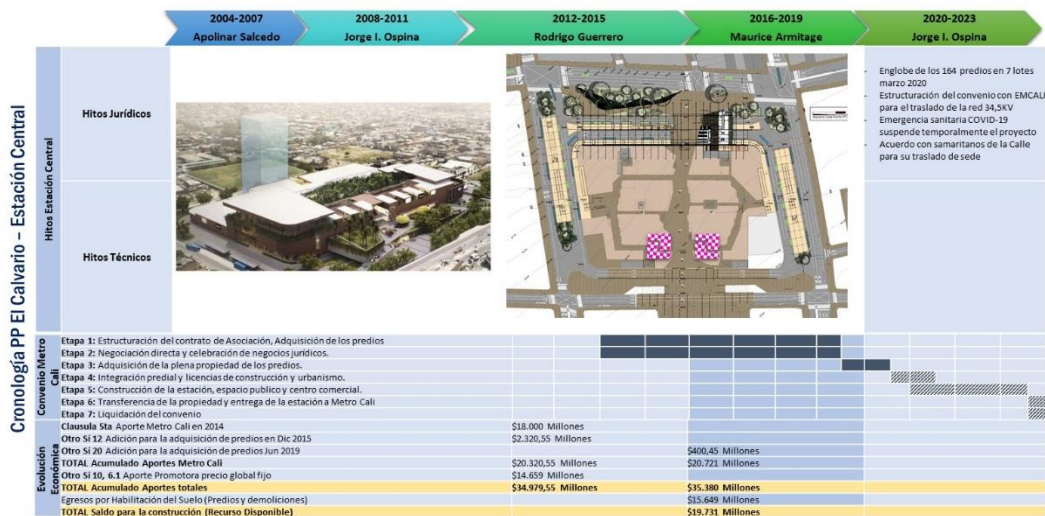 Cronología PP El Calvario – Estación Central
2004-2007
Apolinar Salcedo
2008-2011
Jorge I. Ospina
2012-2015
Rodrigo Guerrero
2016-2019
Maurice Armitage
2020-2023
Jorge I. Ospina
Hitos Estación Central
Hitos Jurídicos
- Englobe de los 164 predios en 7 lotes
marzo 2020
- Estructuración del convenio con EMCALI
para el traslado de la red 34,5KV
- Emergencia sanitaria COVID-19
suspende temporalmente el proyecto
- Acuerdo con samaritanos de la Calle
para su traslado de sede
Hitos Técnicos
Convenio Metro
Cali
Etapa 1: Estructuración del contrato de Asociación, Adquisición de los predios
Etapa 2: Negociación directa y celebración de negocios jurídicos.
Etapa 3: Adquisición de la plena propiedad de los predios.
Etapa 4: Integración predial y licencias de construcción y urbanismo.
Etapa 5: Construcción de la estación, espacio publico y centro comercial.
Etapa 6: Transferencia de la propiedad y entrega de la estación a Metro Cali
Etapa 7: Liquidación del convenio
Evolución
Económica
Clausula 5ta Aporte Metro Cali en 2014 $18.000 Millones
Otro Sí 12 Adición para la adquisición de predios en Dic 2015 $2.320,55 Millones
Otro Sí 20 Adición para la adquisición de predios Jun 2019 $400,45 Millones
TOTAL Acumulado Aportes Metro Cali $20.320,55 Millones $20.721 Millones
Otro Sí 10, 6.1 Aporte Promotora precio global fijo $14.659 Millones
TOTAL Acumulado Aportes totales $34.979,55 Millones $35.380 Millones
Egresos por Habilitación del Suelo (Predios y demoliciones) $15.649 Millones
TOTAL Saldo para la construcción (Recurso Disponible) $19.731 Millones